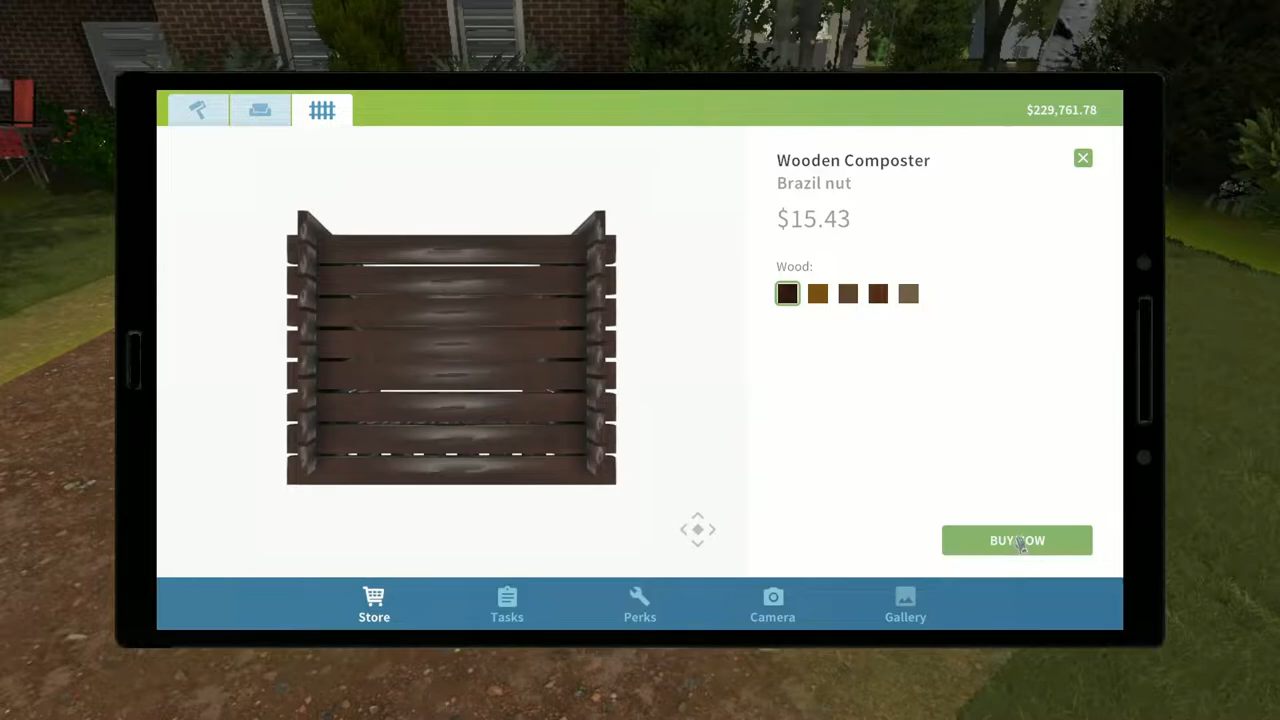 $229,761.78
Wooden Composter
Brazil nut
$15.43
Wood:
BUY NOW
Store
Tasks
Perks
Camera
Gallery